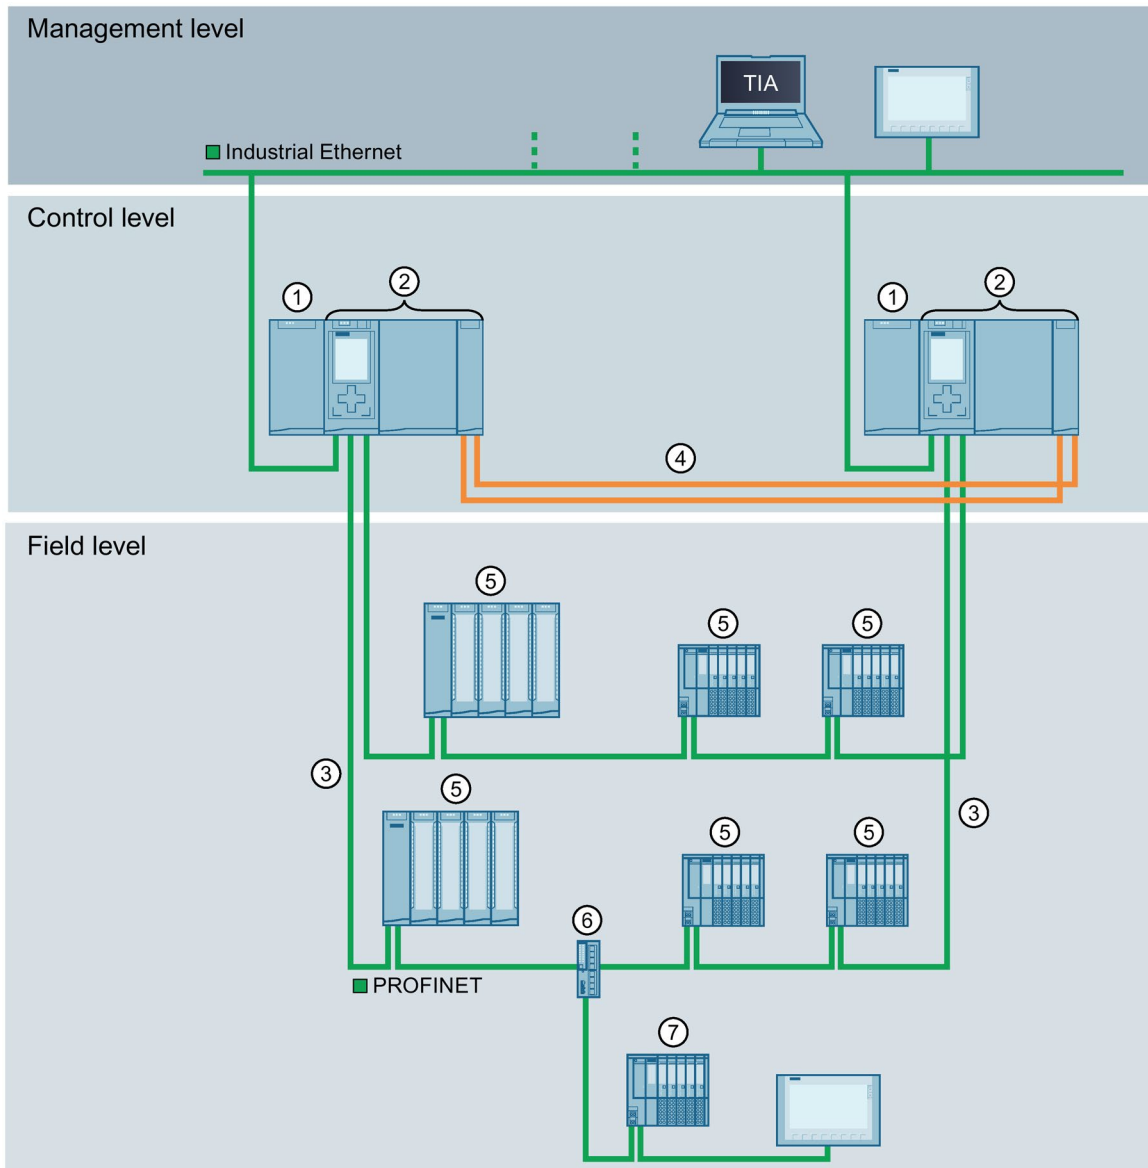 Management level
TIA
Industrial Ethernet
Control level
1
2
1
2
4
Field level
5
5
5
3
5
3
5
5
6
PROFINET
7